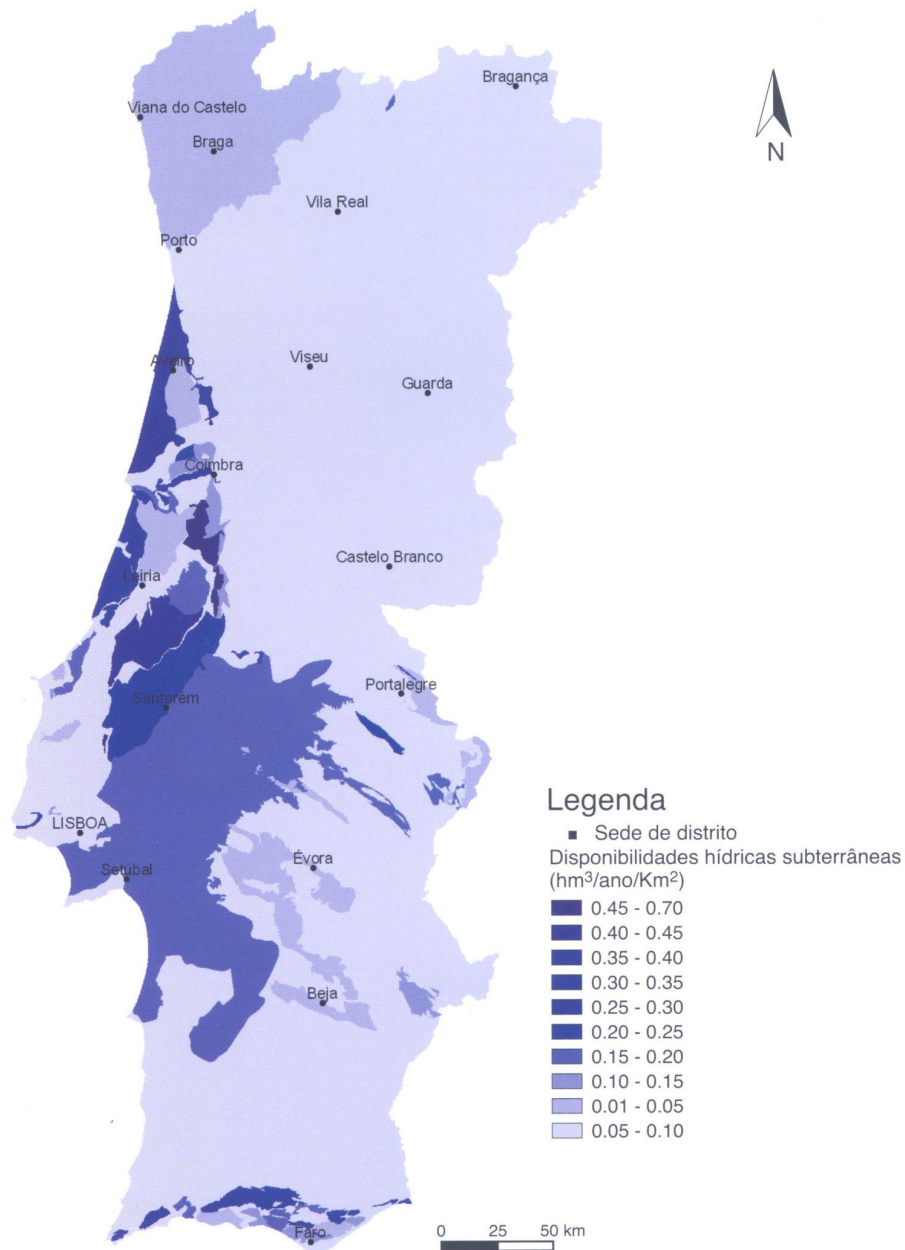 Bragança
Viana do Castelo
Braga
N
Vila Real
Porto
Viseu
Aveiro
Guarda
Coimbra
Castelo Branco
Leiria
Portalegre
Santarem
Legenda
Sede de distrito
LISBOA
Disponibilidades hídricas subterrâneas
Évora
Setúbal
(hm³/ano/Km²)
0.45 - 0.70
0.40 - 0.45
0.35 - 0.40
0.30 - 0.35
0.25 - 0.30
Beja
0.20 - 0.25
0.15 - 0.20
0.10 - 0.15
0.01 - 0.05
0.05 - 0.10
Faro
0 25 50 km